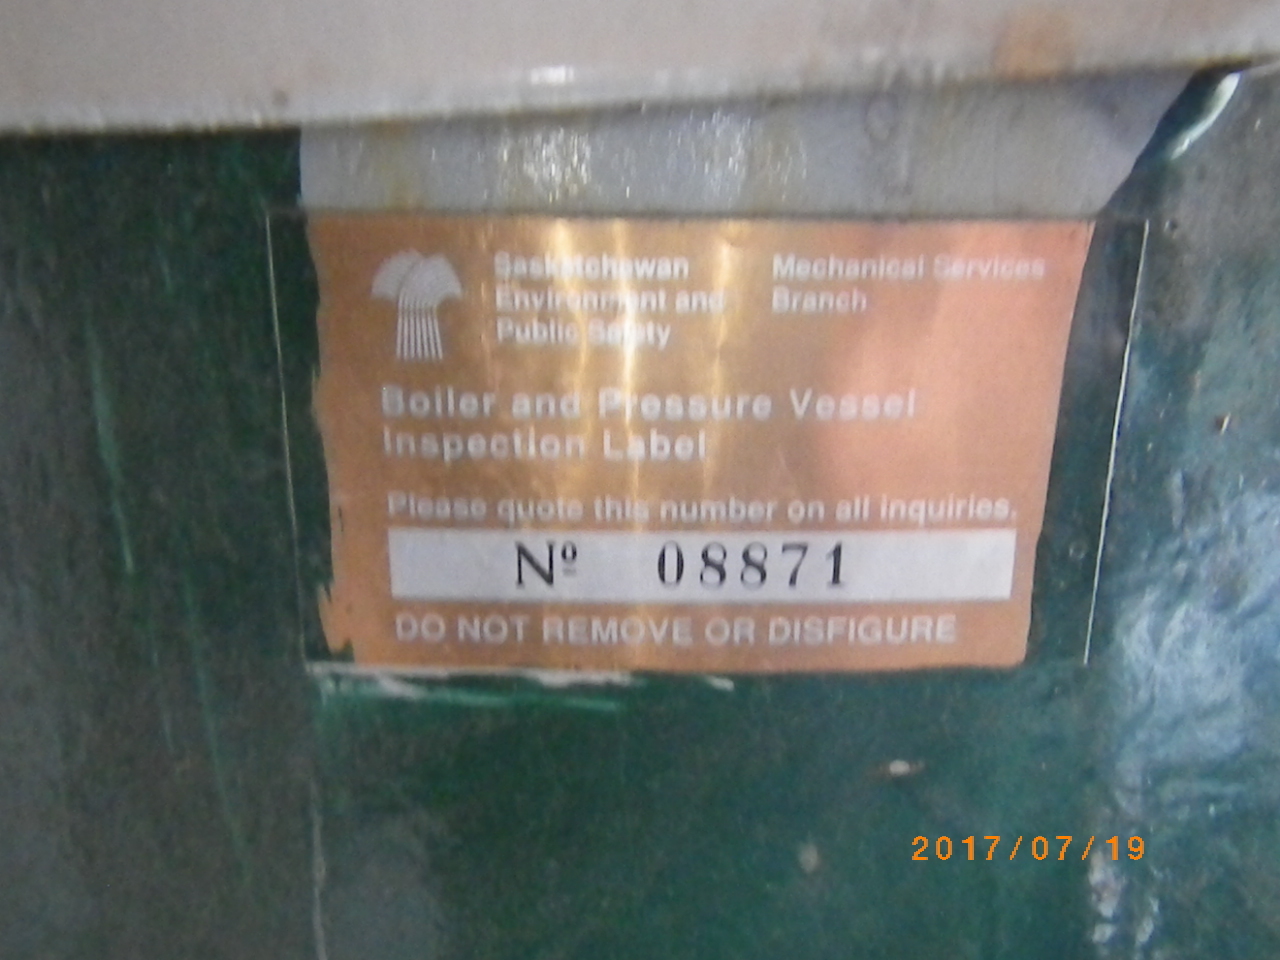 Saskatchewan
Environment and
Public Safety
Mechanical Services
Branch
Boiler and Pressure Vessel
Inspection Label
Please quote this number on all inquiries.
Nº 08871
DO NOT REMOVE OR DISFIGURE
2017/07/19